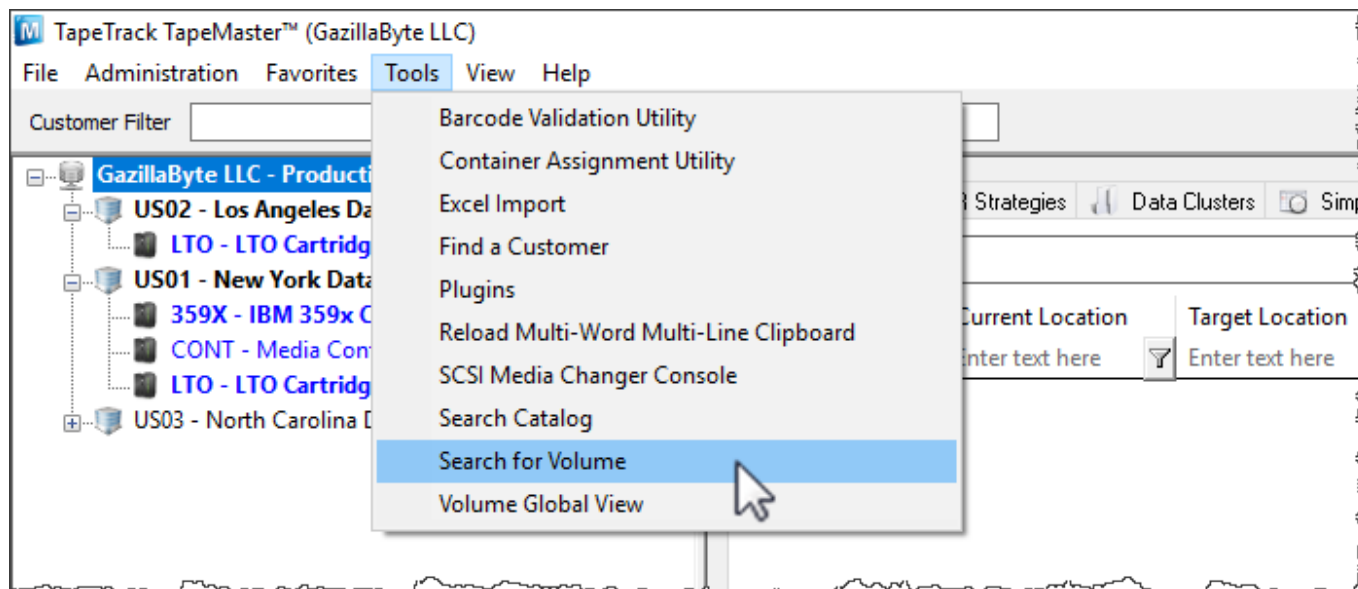 TapeTrack TapeMaster™ (GazillaByte LLC)
File Administration Favorites Tools View Help
Customer Filter
Barcode Validation Utility
Container Assignment Utility
Excel Import
Find a Customer
Plugins
Reload Multi-Word Multi-Line Clipboard
SCSI Media Changer Console
Search Catalog
Search for Volume
Volume Global View
GazillaByte LLC - Producti
US02 - Los Angeles Da
LTO - LTO Cartridg
US01 - New York Data
359X - IBM 359x C
CONT - Media Con
LTO - LTO Cartridg
US03 - North Carolina D
Strategies Data Clusters Simp
Current Location Target Location
Enter text here Enter text here